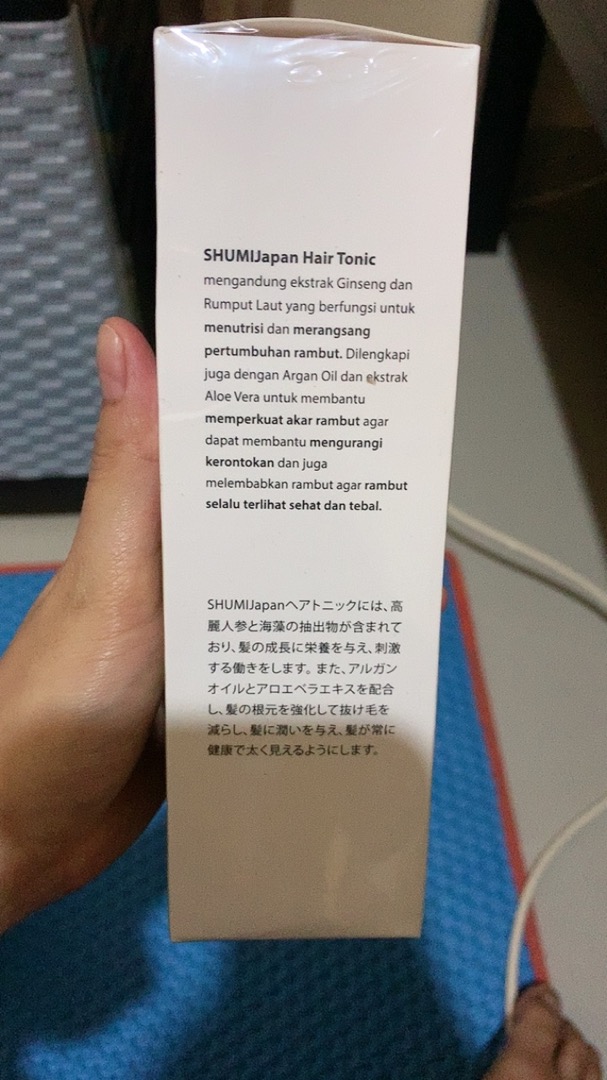 SHUMIJapan Hair Tonic
mengandung ekstrak Ginseng dan
Rumput Laut yang berfungsi untuk
menutrisi dan merangsang
pertumbuhan rambut. Dilengkapi
juga dengan Argan Oil dan ekstrak
Aloe Vera untuk membantu
memperkuat akar rambut agar
dapat membantu mengurangi
kerontokan dan juga
melembabkan rambut agar rambut
selalu terlihat sehat dan tebal.
SHUMIJapanヘアトニックには、高
麗人参と海藻の抽出物が含まれて
おり、髪の成長に栄養を与え、刺激
する働きをします。また、アルガン
オイルとアロエベラエキスを配合
し、髪の根元を強化して抜け毛を
減らし、髪に潤いを与え、髪が常に
健康で太く見えるようにします。